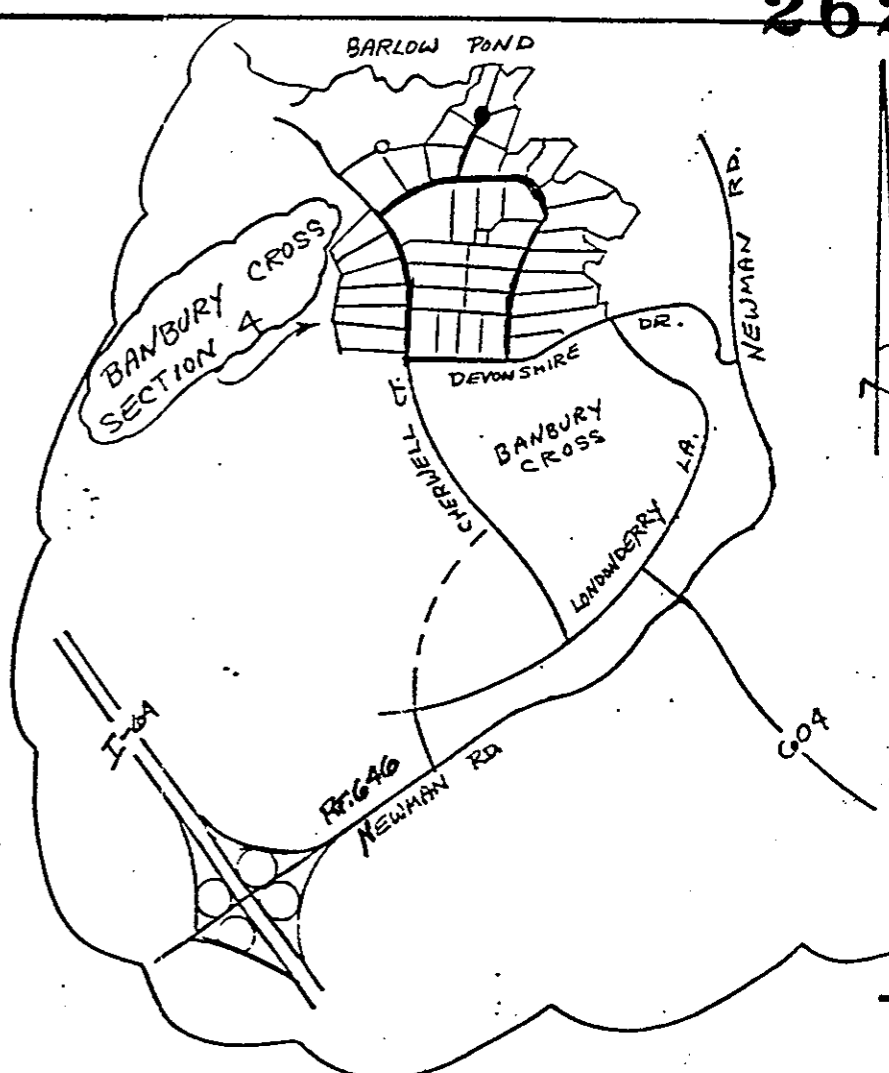 BARLOW POND
NEWMAN RD.
BANBURY CROSS
SECTION 4
DR.
DEVONSHIRE
CHERWELL CT.
BANBURY
CROSS
LONDONDERRY LA.
I-64
RT.646
NEWMAN RD.
604